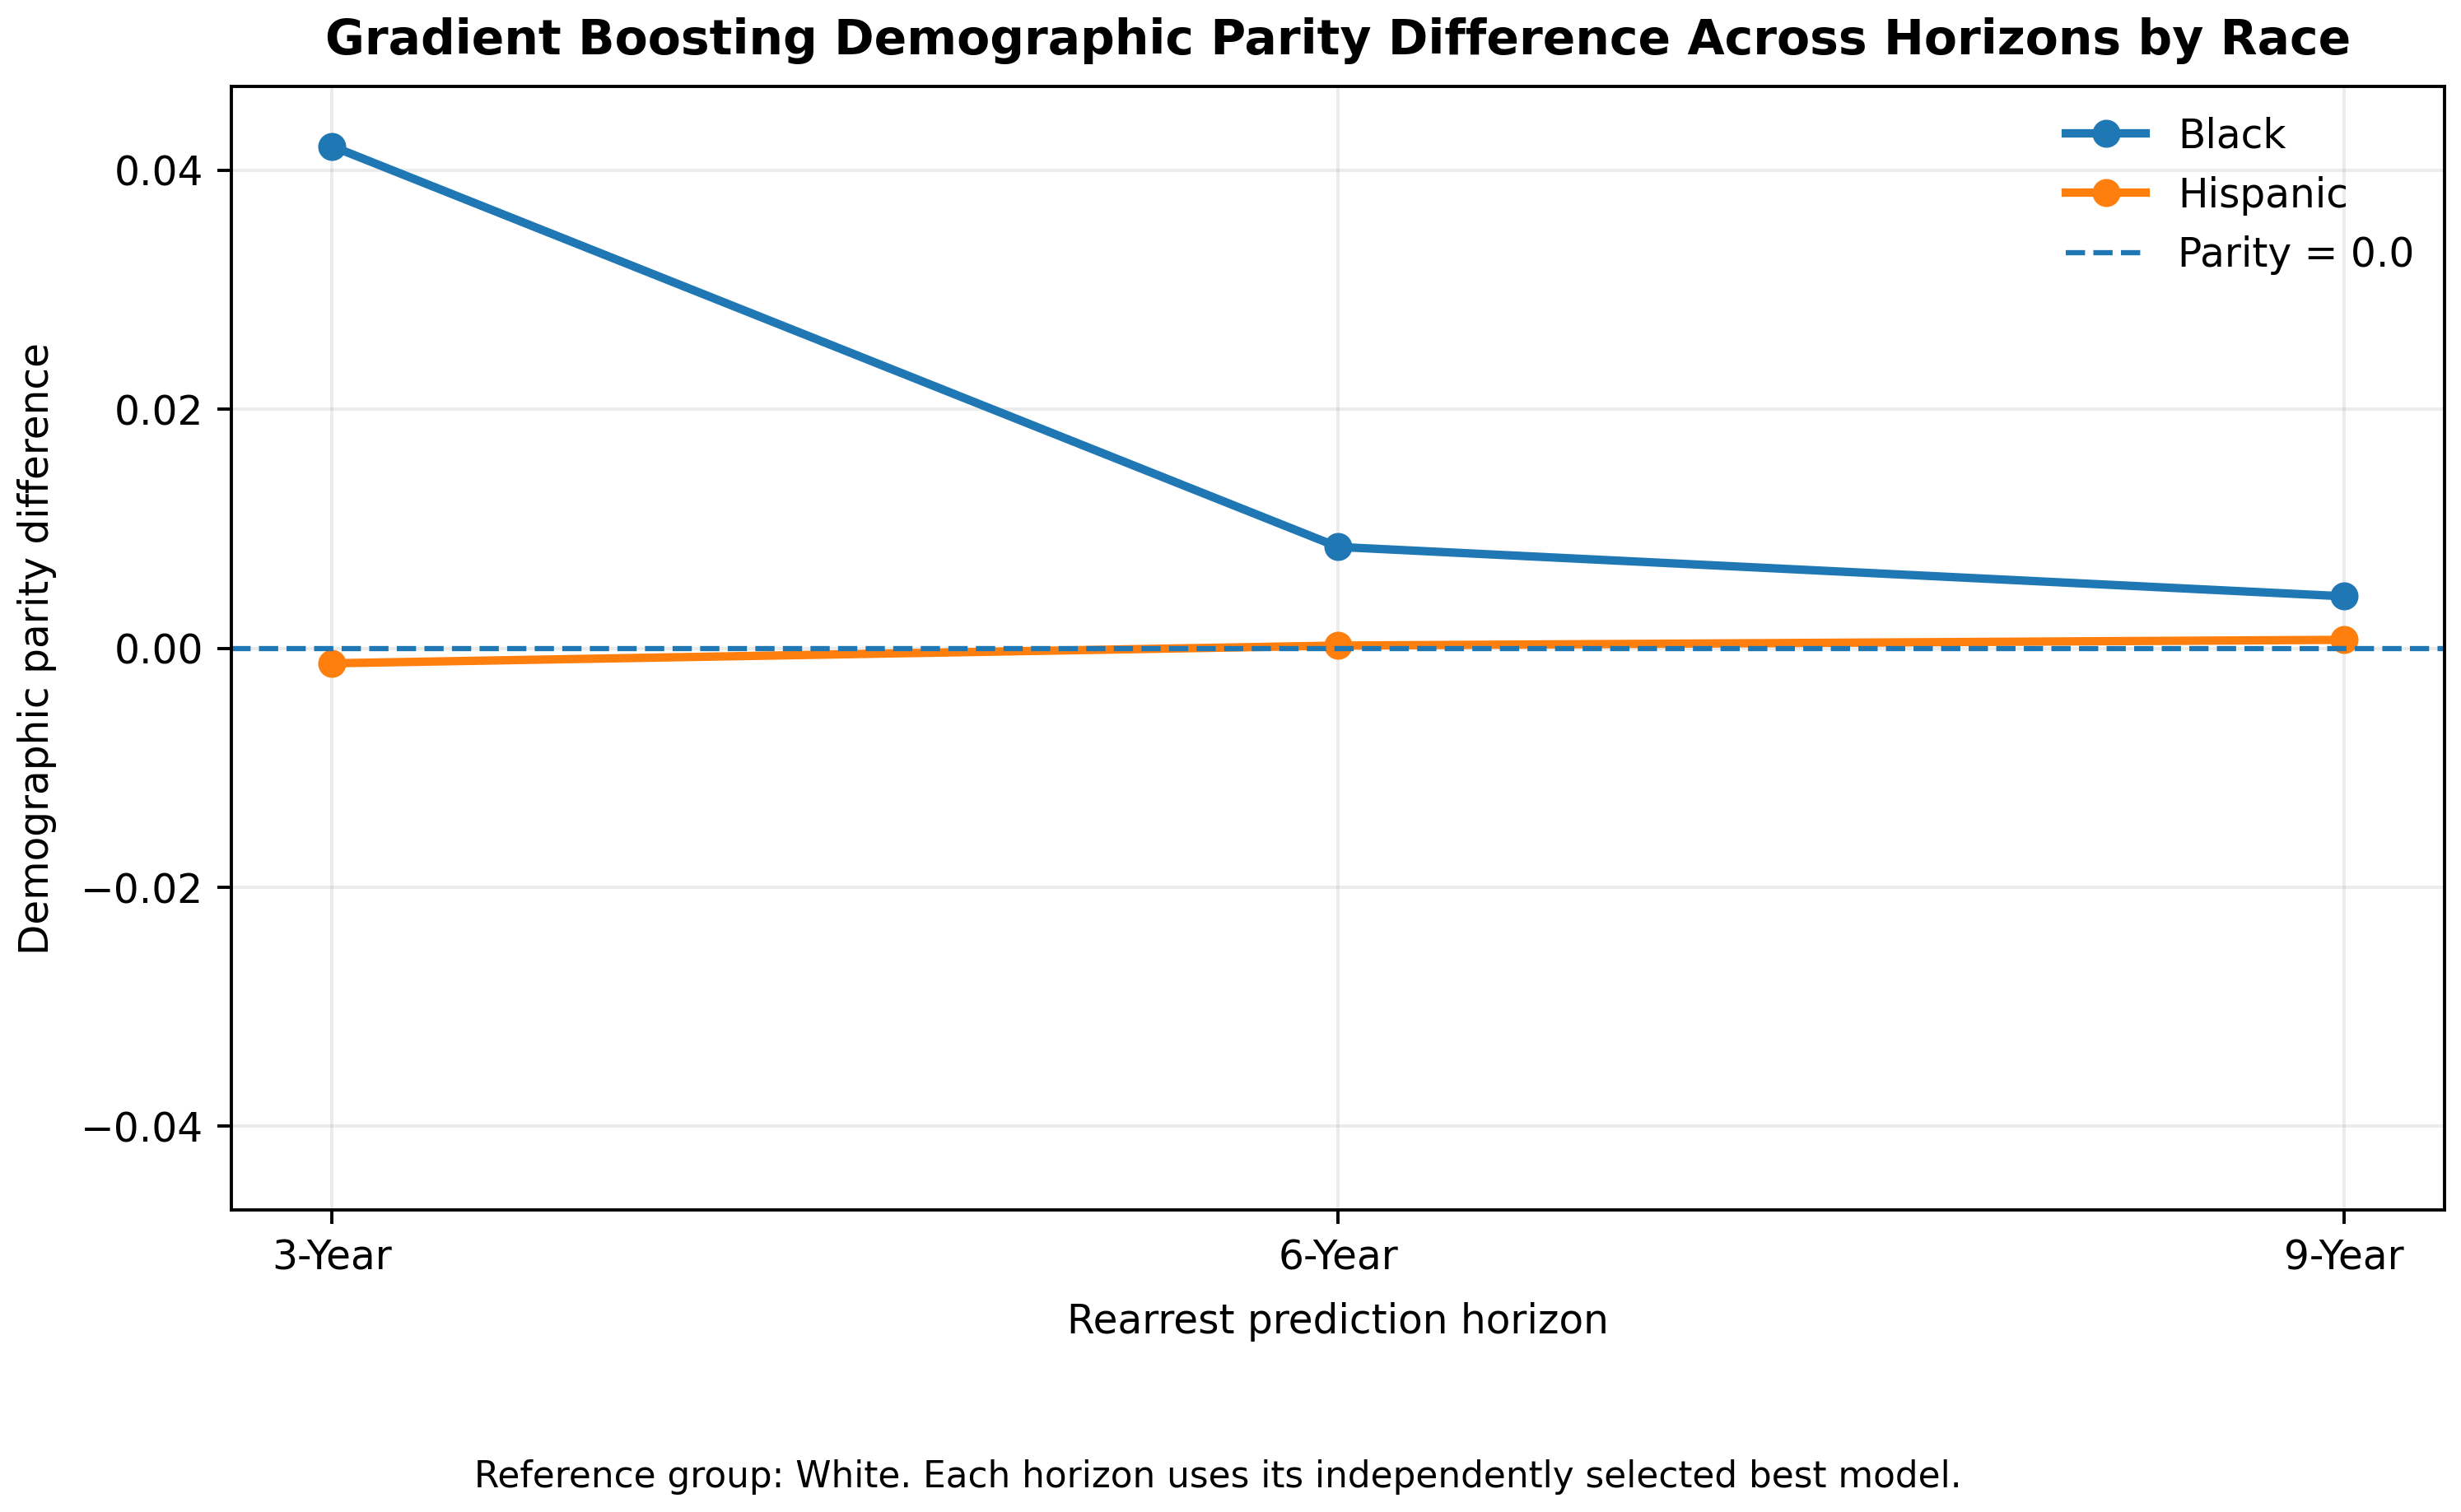 Gradient Boosting Demographic Parity Difference Across Horizons by Race
Black
Hispanic
Parity = 0.0
Demographic parity difference
0.04
0.02
0.00
−0.02
−0.04
3-Year
6-Year
9-Year
Rearrest prediction horizon
Reference group: White. Each horizon uses its independently selected best model.